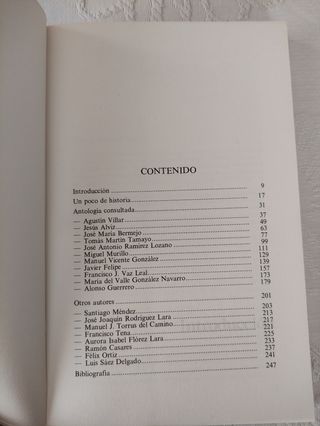 CONTENIDO
Introducción ........ 9
Un poco de historia ........ 17
Antología consultada ........ 31
— Agustín Villar ........ 37
— Jesús Alviz ........ 49
— José María Bermejo ........ 63
— Tomás Martín Tamayo ........ 77
— José Antonio Ramírez Lozano ........ 99
— Miguel Murillo ........ 111
— Manuel Vicente González ........ 129
— Javier Felipe ........ 139
— Francisco J. Vaz Leal ........ 157
— María del Valle González Navarro ........ 173
— Alonso Guerrero ........ 179
Otros autores ........ 201
— Santiago Méndez ........ 203
— José Joaquín Rodríguez Lara ........ 213
— Manuel J. Torrus del Camino ........ 217
— Francisco Tena ........ 221
— Aurora Isabel Flórez Lara ........ 225
— Ramón Casares ........ 233
— Félix Ortiz ........ 237
— Luis Sáez Delgado ........ 241
Bibliografía ........ 247